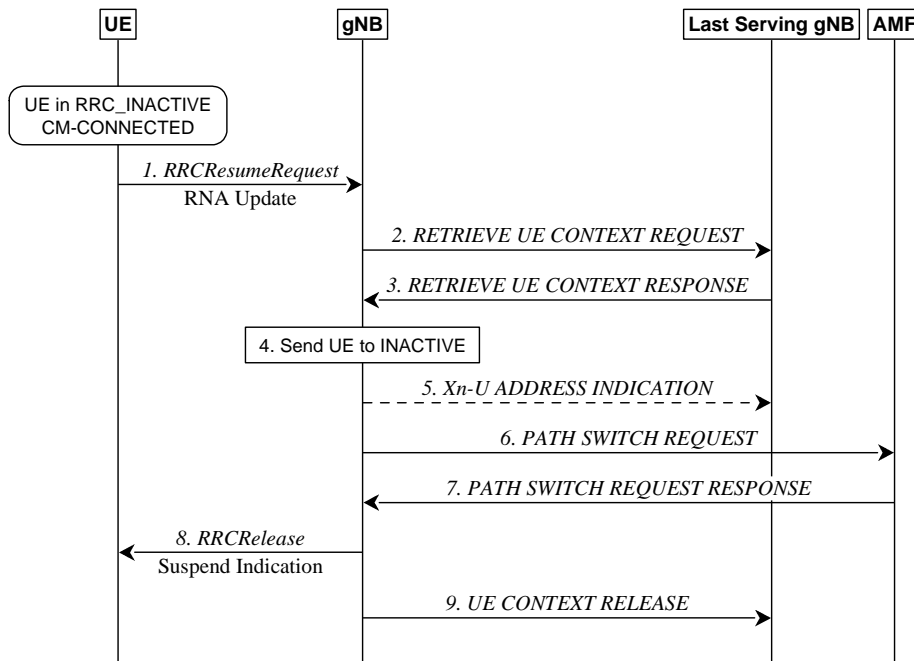 UE
gNB
Last Serving gNB
AMF
UE in RRC_INACTIVE
CM-CONNECTED
1. RRCResumeRequest
RNA Update
2. RETRIEVE UE CONTEXT REQUEST
3. RETRIEVE UE CONTEXT RESPONSE
4. Send UE to INACTIVE
5. Xn-U ADDRESS INDICATION
6. PATH SWITCH REQUEST
7. PATH SWITCH REQUEST RESPONSE
8. RRCRelease
Suspend Indication
9. UE CONTEXT RELEASE